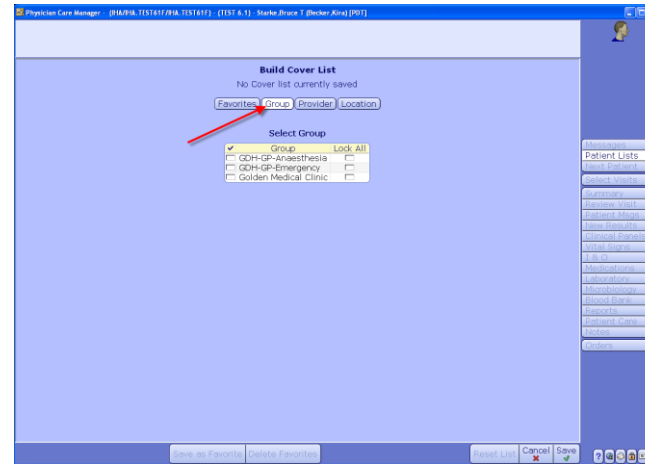 Physician Care Manager - (IHA/IHA.TEST61F/IHA.TEST61F) - (TEST 6.1) - Starke,Bruce T (Becker,Kira) [PDT]
Build Cover List
No Cover list currently saved
Favorites Group Provider Location
Select Group
Group Lock All
GDH-GP-Anaesthesia
GDH-GP-Emergency
Golden Medical Clinic
Messages
Patient Lists
Next Patient
Select Visits
Summary
Review Visit
Patient Msgs
New Results
Clinical Panels
Vital Signs
I & O
Medications
Laboratory
Microbiology
Blood Bank
Reports
Patient Care
Notes
Orders
Save as Favorite Delete Favorites Reset List Cancel Save